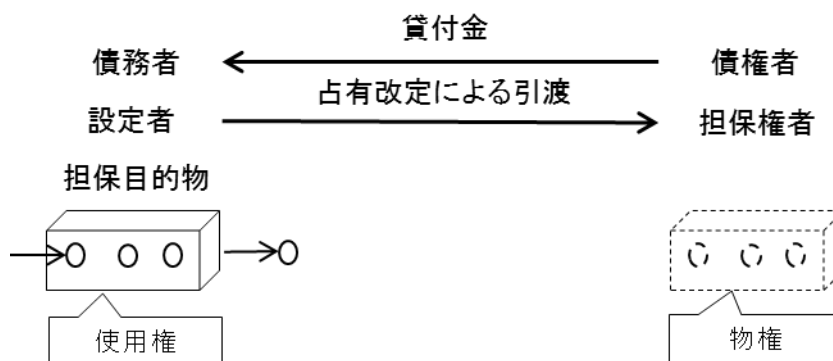 貸付金
債務者
債権者
占有改定による引渡
設定者
担保権者
担保目的物
使用権
物権